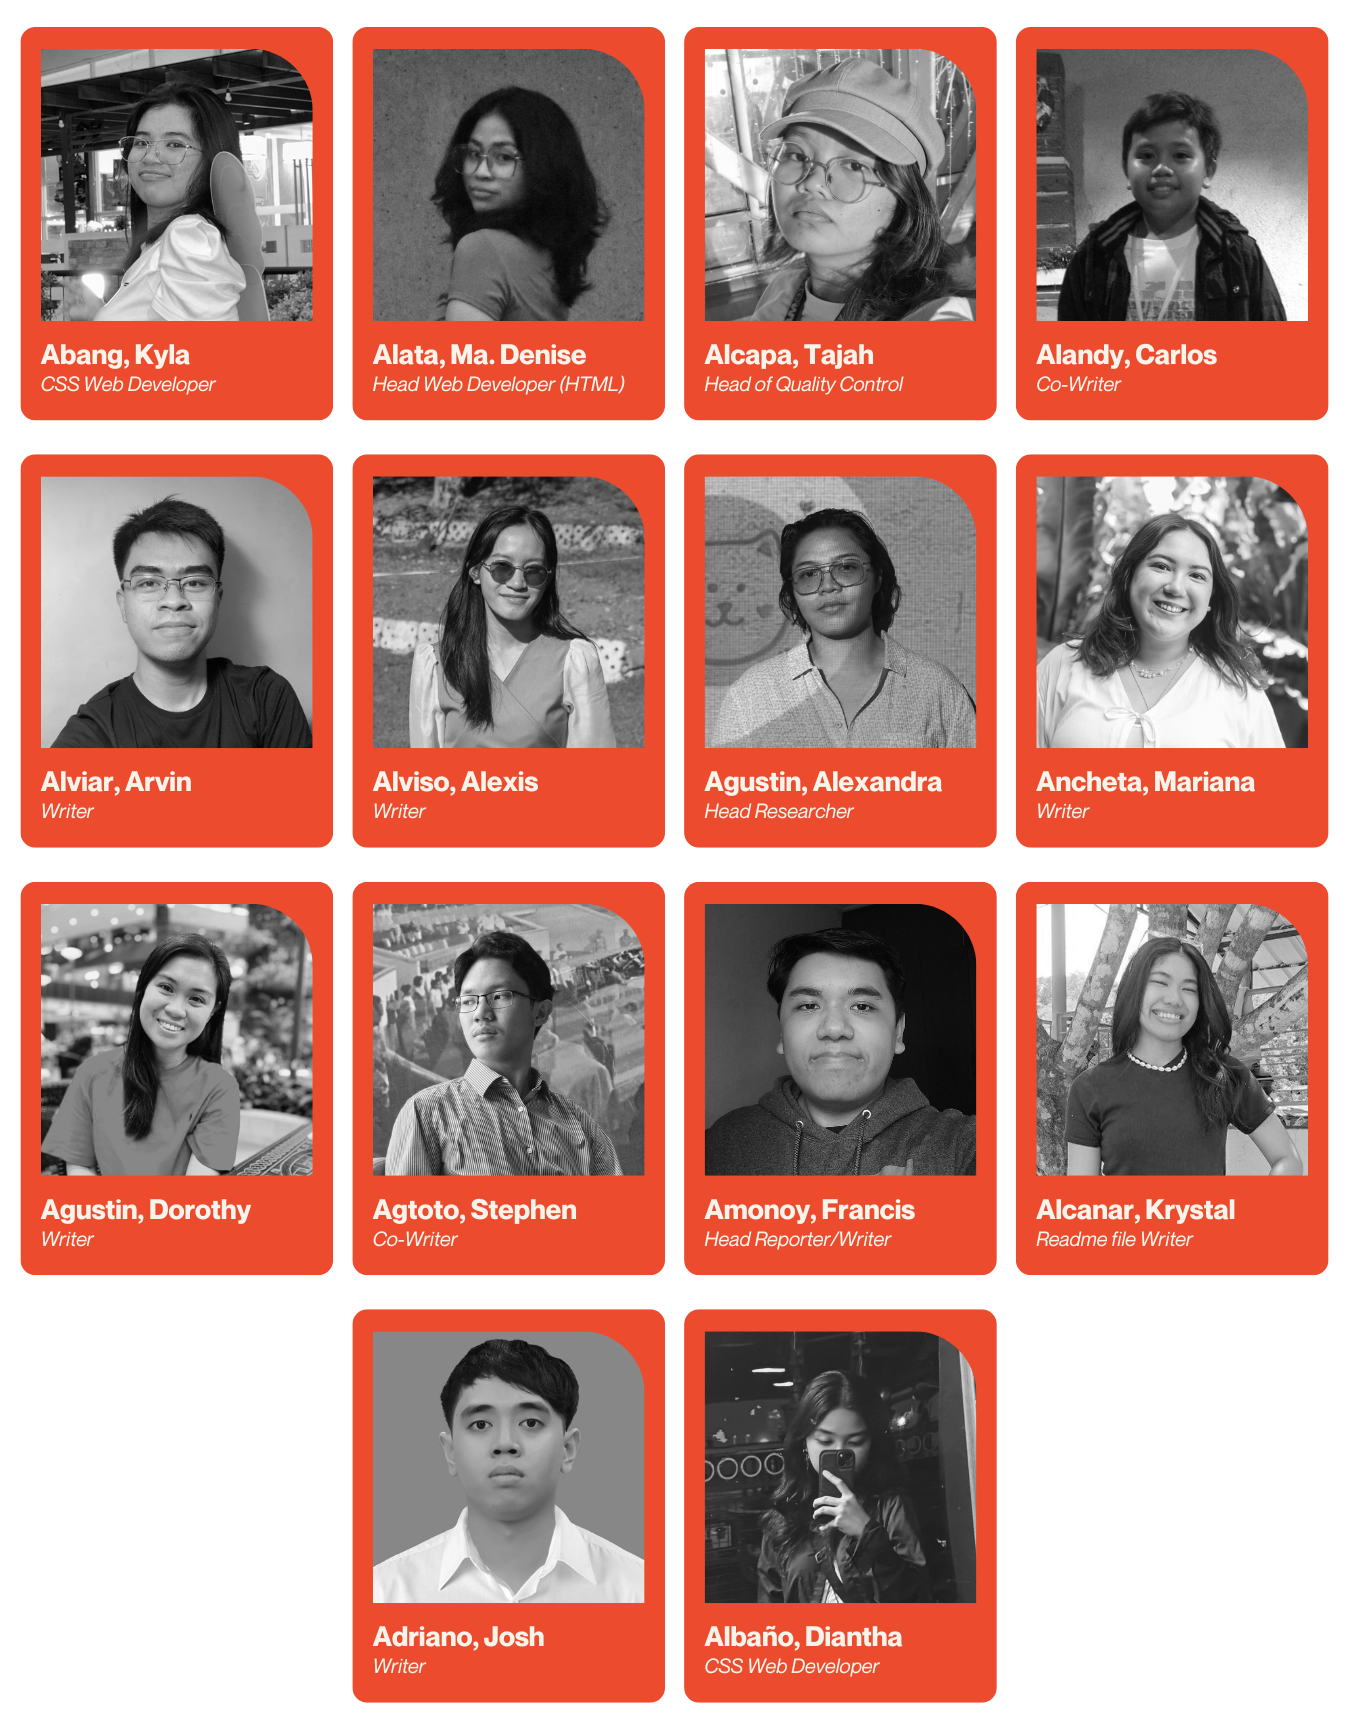 Abang, Kyla
CSS Web Developer
Alata, Ma. Denise
Head Web Developer (HTML)
Alcapa, Tajah
Head of Quality Control
Alandy, Carlos
Co-Writer
Alviar, Arvin
Writer
Alviso, Alexis
Writer
Agustin, Alexandra
Head Researcher
Ancheta, Mariana
Writer
Agustin, Dorothy
Writer
Agtoto, Stephen
Co-Writer
Amonoy, Francis
Head Reporter/Writer
Alcanar, Krystal
Readme file Writer
Adriano, Josh
Writer
Albaño, Diantha
CSS Web Developer